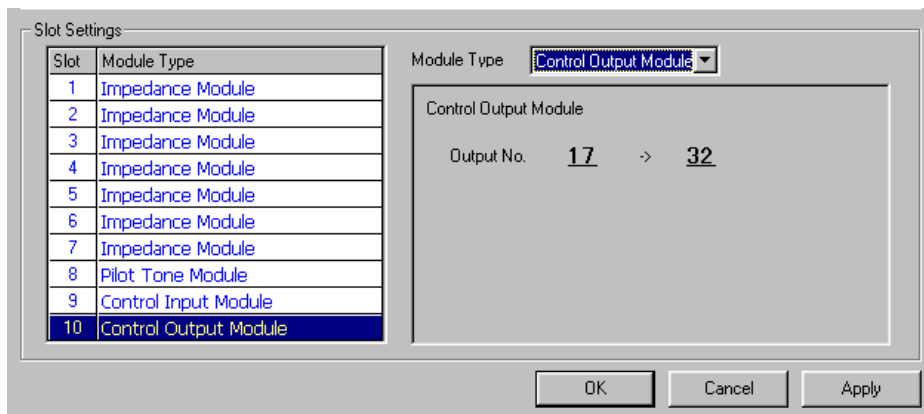 Slot Settings
Slot Module Type
1 Impedance Module
2 Impedance Module
3 Impedance Module
4 Impedance Module
5 Impedance Module
6 Impedance Module
7 Impedance Module
8 Pilot Tone Module
9 Control Input Module
10 Control Output Module
Module Type Control Output Module
Control Output Module
Output No. 17 -> 32
OK Cancel Apply